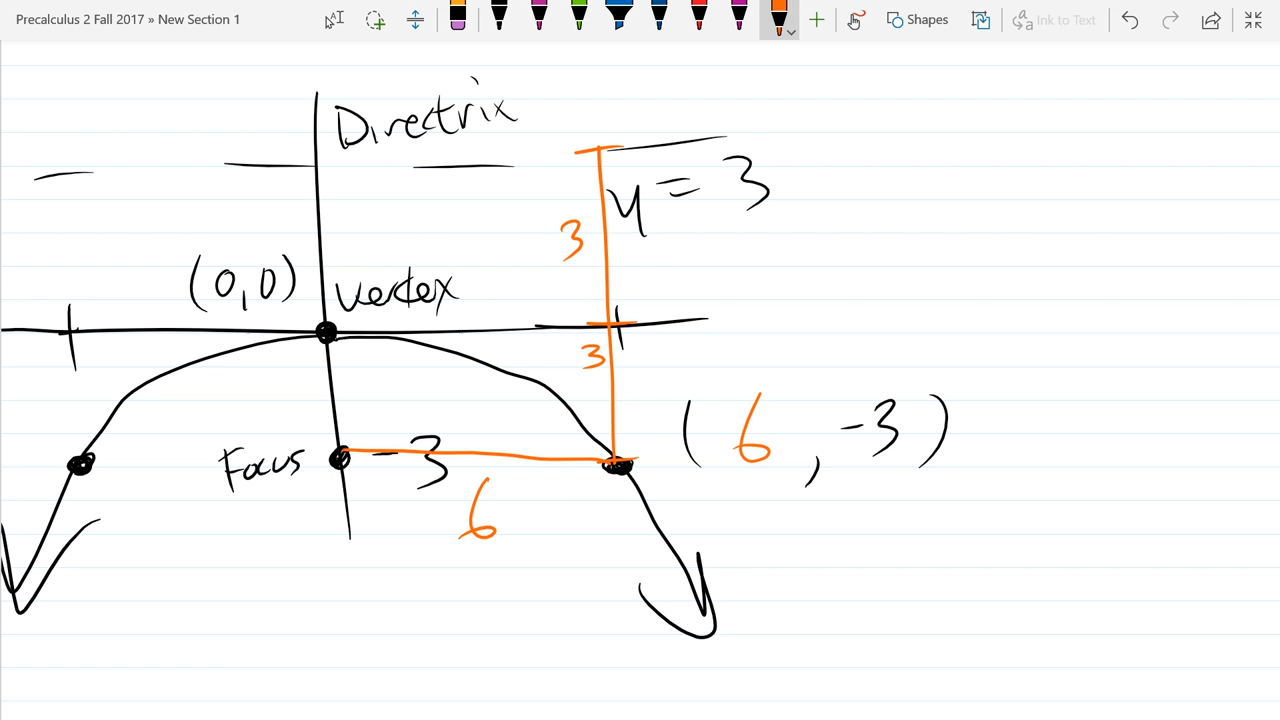 Precalculus 2 Fall 2017 » New Section 1
Shapes
Ink to Text
Directrix
y = 3
3
(0,0)
vertex
3
(6, -3)
Focus
-3
6